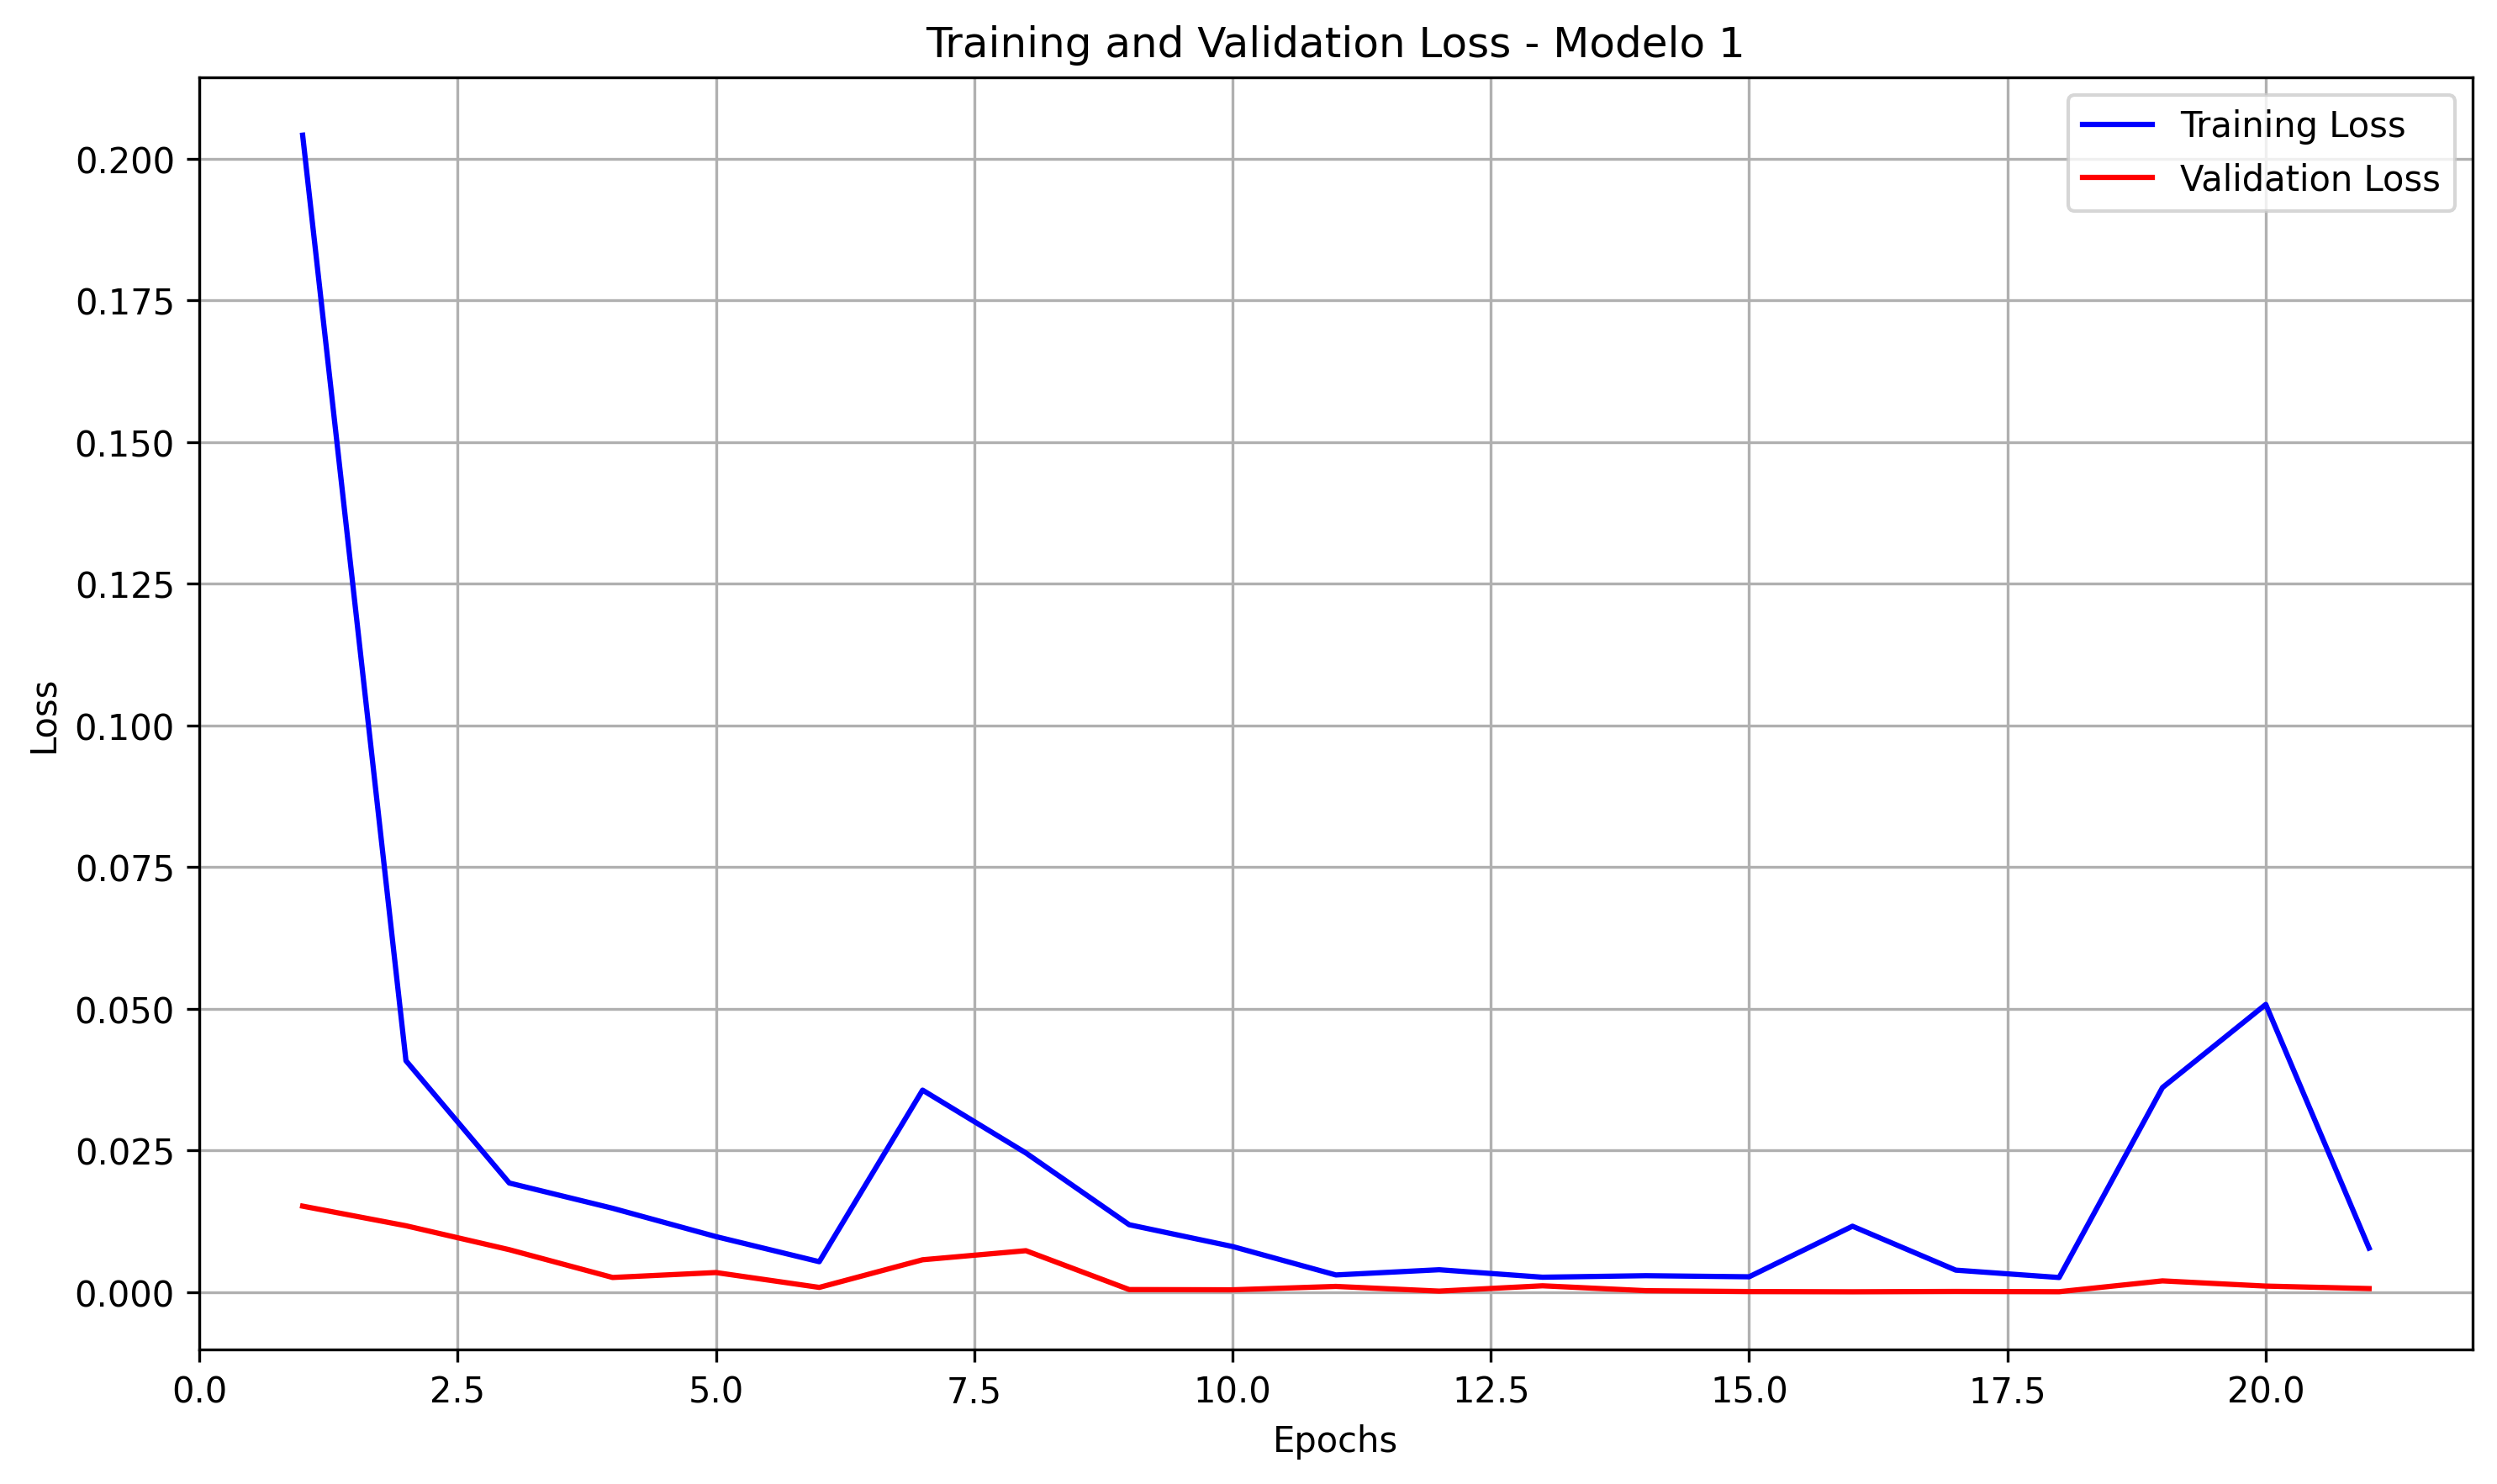 Training and Validation Loss - Modelo 1
Training Loss
Validation Loss
0.200
0.175
0.150
0.125
0.100
0.075
0.050
0.025
0.000
Loss
0.0 2.5 5.0 7.5 10.0 12.5 15.0 17.5 20.0
Epochs